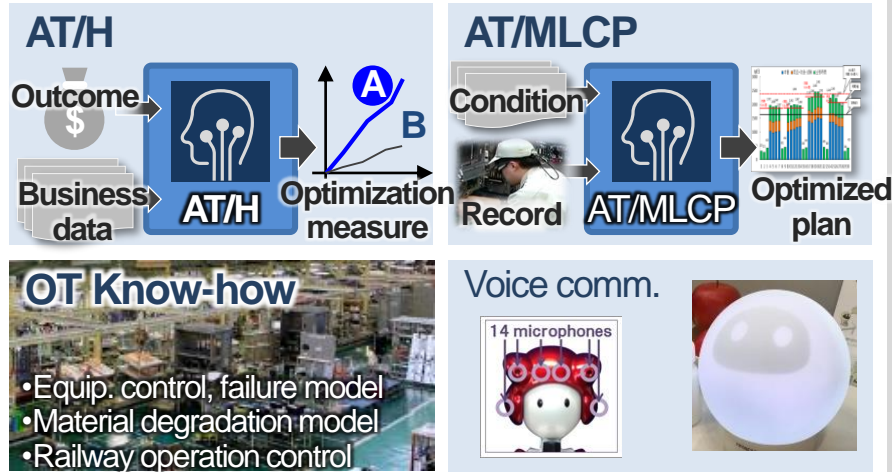 AT/H
Outcome
$
Business
data
AT/H
A
B
Optimization
measure
AT/MLCP
Condition
Record
AT/MLCP
Optimized
plan
OT Know-how
•Equip. control, failure model
•Material degradation model
•Railway operation control
Voice comm.
14 microphones